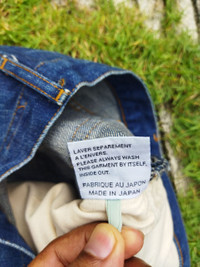 LAVER SEPAREMENT
A L'ENVERS.
PLEASE ALWAYS WASH
THIS GARMENT BY ITSELF,
INSIDE OUT.
FABRIQUE AU JAPON
MADE IN JAPAN